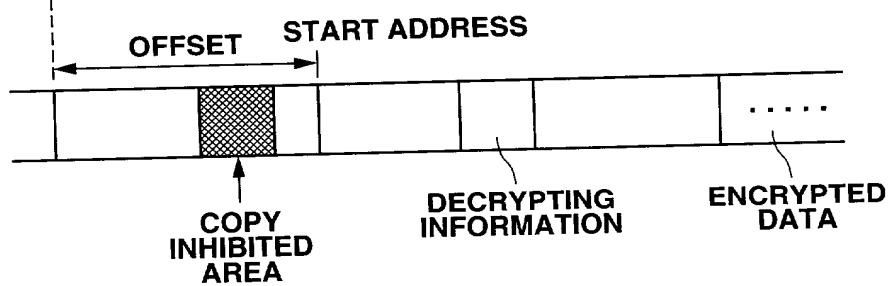 OFFSET
START ADDRESS
COPY
INHIBITED
AREA
DECRYPTING
INFORMATION
ENCRYPTED
DATA